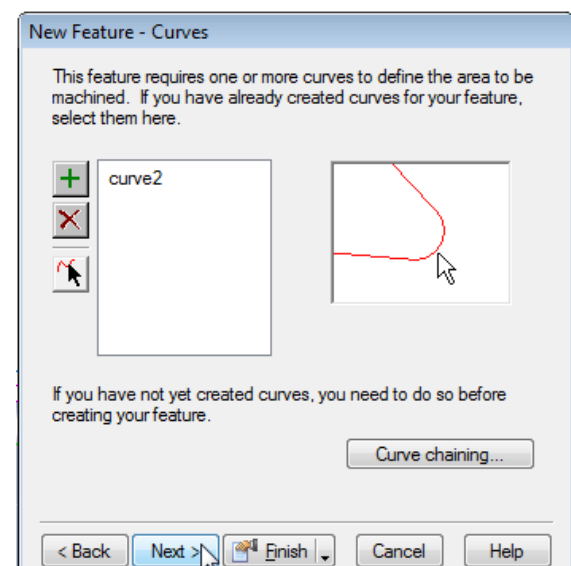 New Feature - Curves
This feature requires one or more curves to define the area to be
machined. If you have already created curves for your feature,
select them here.
curve2
If you have not yet created curves, you need to do so before
creating your feature.
Curve chaining...
< Back Next > Finish Cancel Help